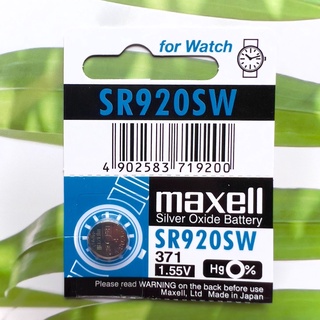 for Watch
SR920SW
4 902583 719200
maxell
Silver Oxide Battery
SR920SW
371
1.55V
Hg 0%
Please read WARNING on the back before use
Maxell, Ltd. Made in Japan